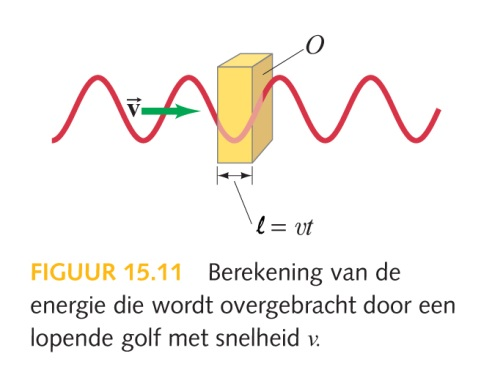 O
v
ℓ = vt
FIGUUR 15.11 Berekening van de
energie die wordt overgebracht door een
lopende golf met snelheid v.